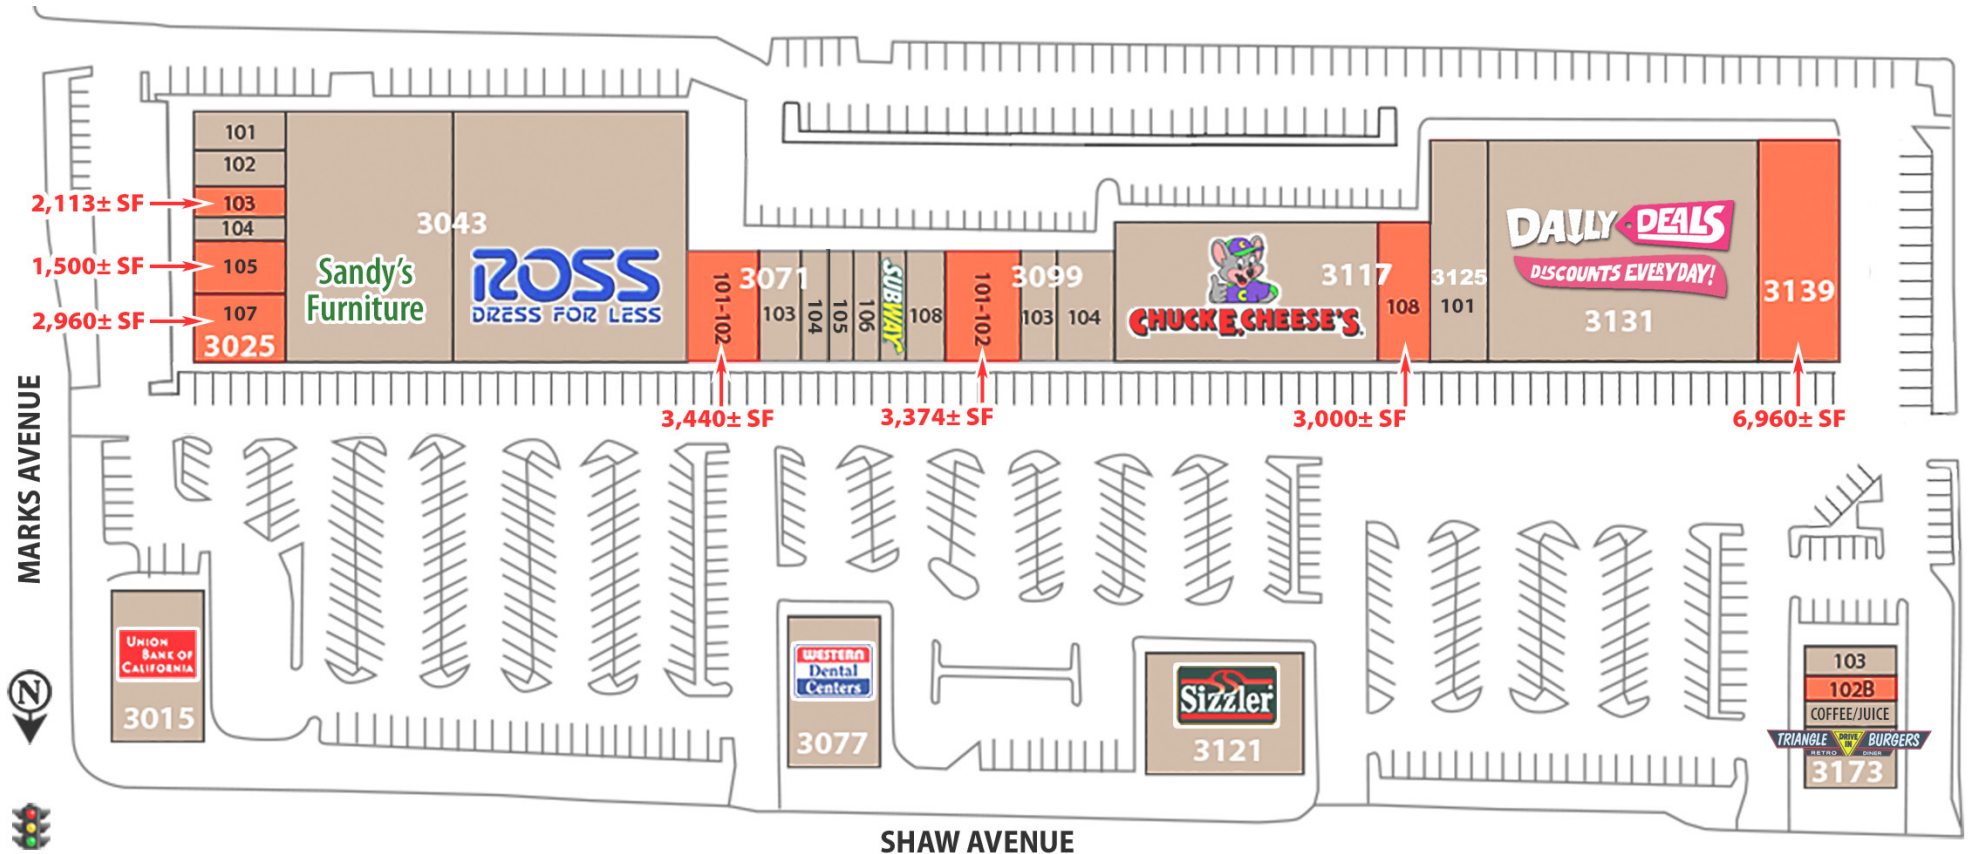 101
102
103
104
105
107
3025
2,113± SF
1,500± SF
2,960± SF
3043
Sandy's
Furniture
ROSS
DRESS FOR LESS
101-102
3071
103
104
105
106
SUBWAY
108
101-102
3099
103
104
CHUCK E. CHEESE'S
3117
108
3125
101
DAILY DEALS
DISCOUNTS EVERYDAY!
3131
3139
3,440± SF
3,374± SF
3,000± SF
6,960± SF
MARKS AVENUE
N
UNION
BANK OF
CALIFORNIA
3015
WESTERN
Dental
Centers
3077
Sizzler
3121
103
102B
COFFEE/JUICE
TRIANGLE DRIVE IN BURGERS
RETRO DINER
3173
SHAW AVENUE